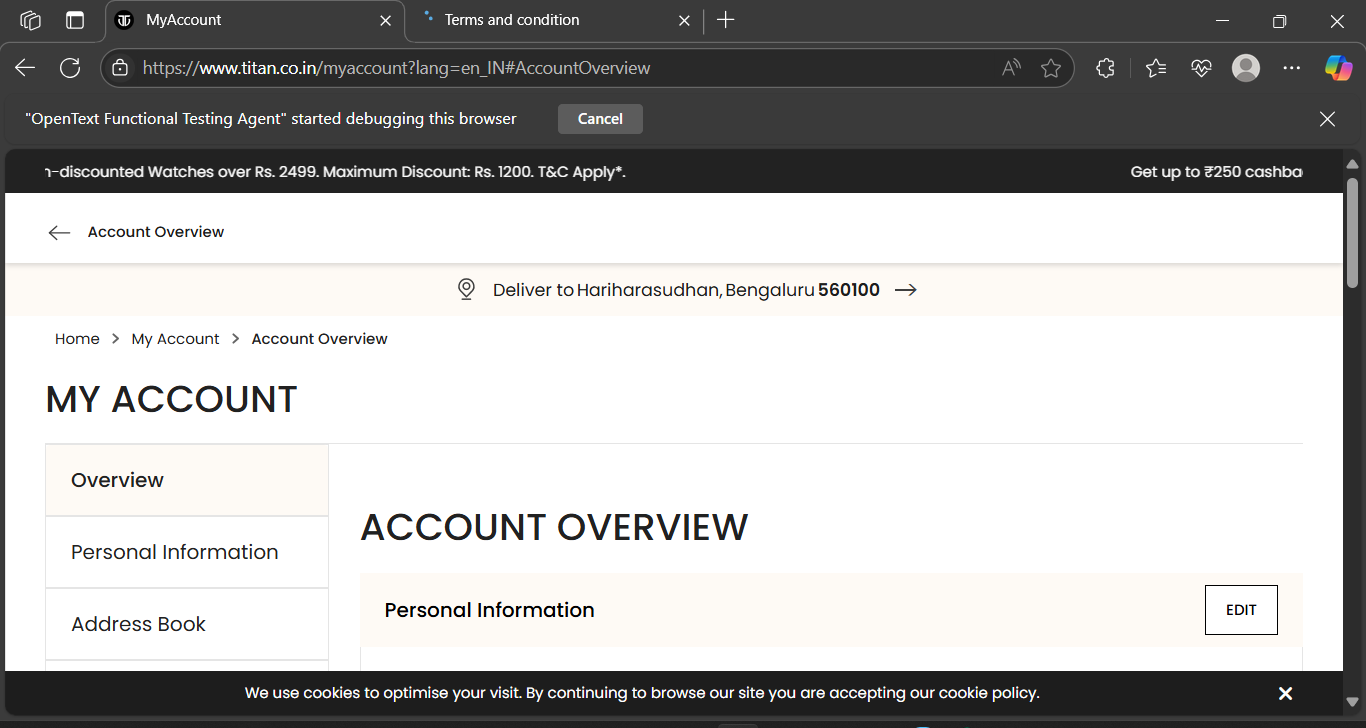 MyAccount
Terms and condition
https://www.titan.co.in/myaccount?lang=en_IN#AccountOverview
"OpenText Functional Testing Agent" started debugging this browser
Cancel
-discounted Watches over Rs. 2499. Maximum Discount: Rs. 1200. T&C Apply*.
Get up to ₹250 cashba
Account Overview
Deliver to Hariharasudhan, Bengaluru 560100
Home > My Account > Account Overview
MY ACCOUNT
Overview
Personal Information
Address Book
ACCOUNT OVERVIEW
Personal Information
EDIT
We use cookies to optimise your visit. By continuing to browse our site you are accepting our cookie policy.